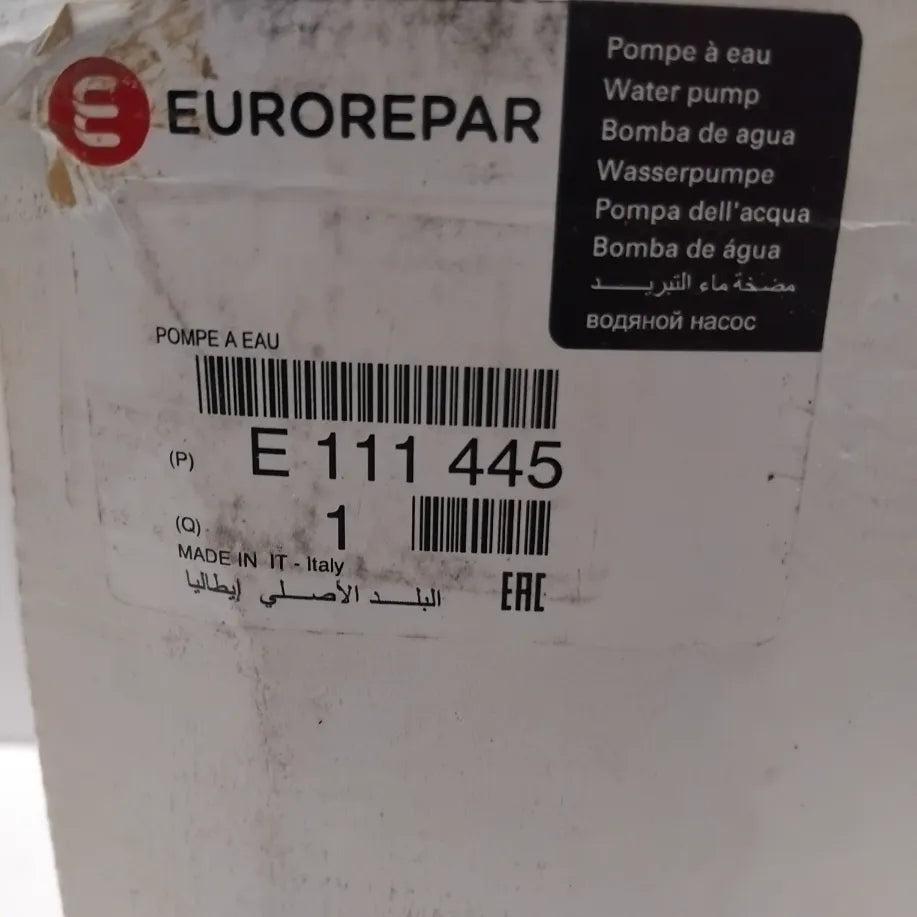 EUROREPAR
Pompe à eau
Water pump
Bomba de agua
Wasserpumpe
Pompa dell'acqua
Bomba de água
مضخة ماء التبريد
водяной насос
POMPE A EAU
(P) E 111 445
(Q) 1
MADE IN IT - Italy
البلد الأصلي إيطاليا
EAC